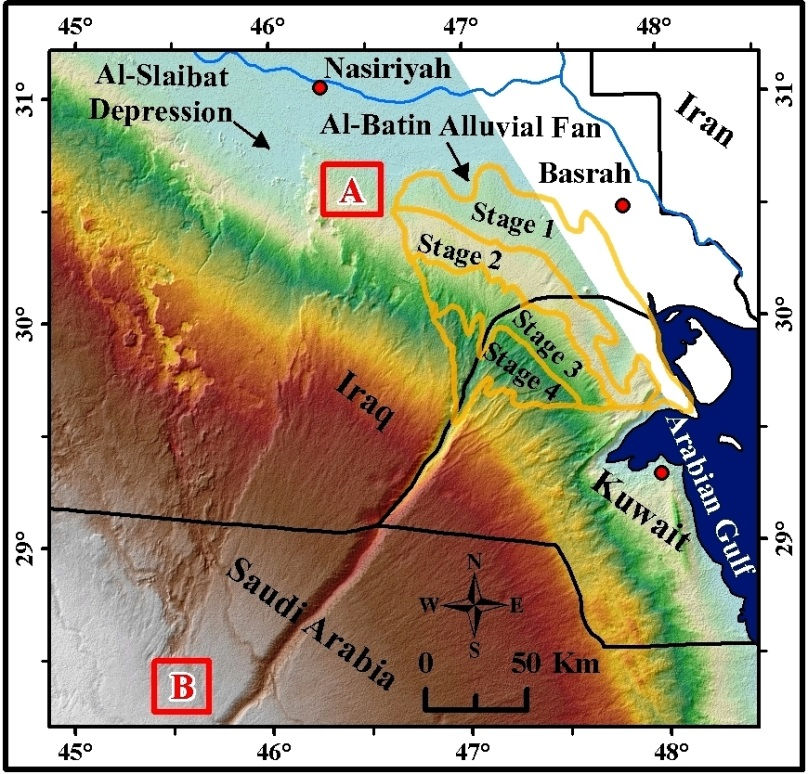 45°
46°
47°
48°
31°
30°
29°
Al-Slaibat
Depression
Nasiriyah
Al-Batin Alluvial Fan
Iran
Basrah
A
Stage 1
Stage 2
Stage 3
Stage 4
Iraq
Kuwait
Arabian Gulf
Saudi Arabia
N
W
E
S
0
50 Km
B
31°
30°
29°
45°
46°
47°
48°